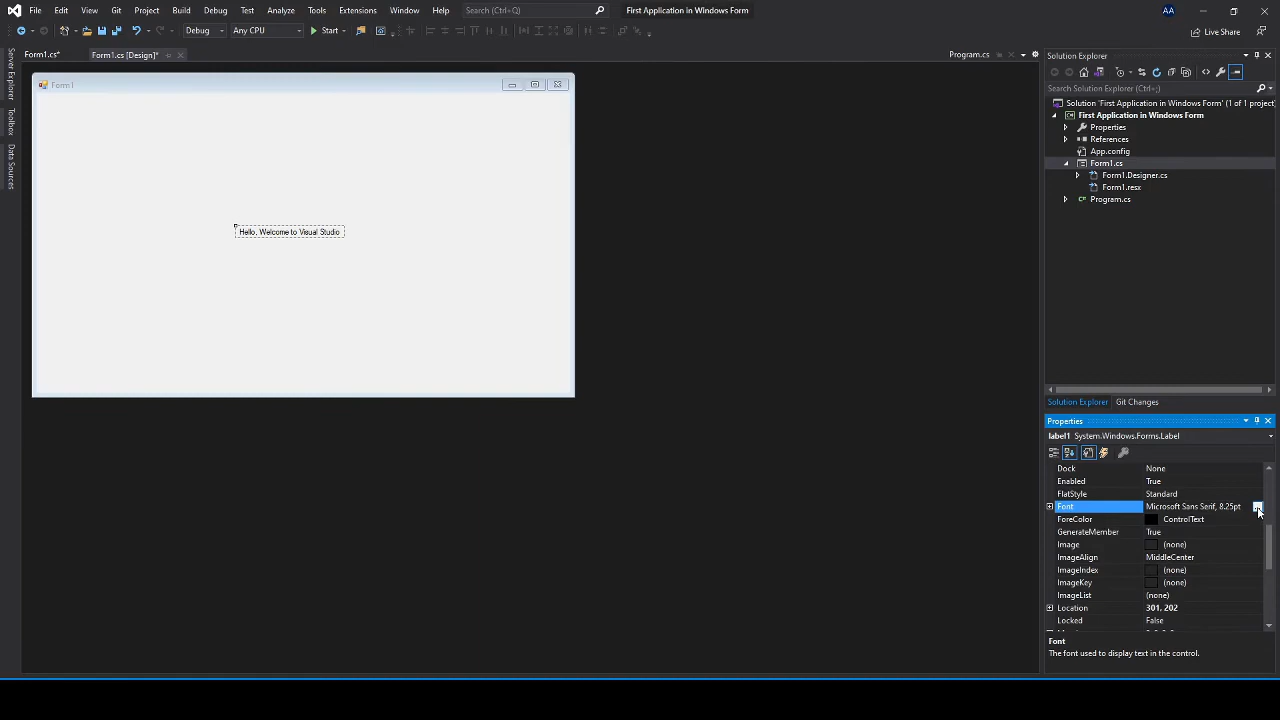 File Edit View Git Project Build Debug Test Analyze Tools Extensions Window Help Search (Ctrl+Q) First Application in Windows Form AA
Debug Any CPU Start Live Share
Form1.cs* Form1.cs [Design]* Program.cs
Server Explorer
Toolbox
Data Sources
Form1
Hello, Welcome to Visual Studio
Solution Explorer
Search Solution Explorer (Ctrl+;)
Solution 'First Application in Windows Form' (1 of 1 project)
First Application in Windows Form
Properties
References
App.config
Form1.cs
Form1.Designer.cs
Form1.resx
Program.cs
Solution Explorer Git Changes
Properties
label1 System.Windows.Forms.Label
Dock None
Enabled True
FlatStyle Standard
Font Microsoft Sans Serif, 8.25pt
ForeColor ControlText
GenerateMember True
Image (none)
ImageAlign MiddleCenter
ImageIndex (none)
ImageKey (none)
ImageList (none)
Location 301, 202
Locked False
Font
The font used to display text in the control.